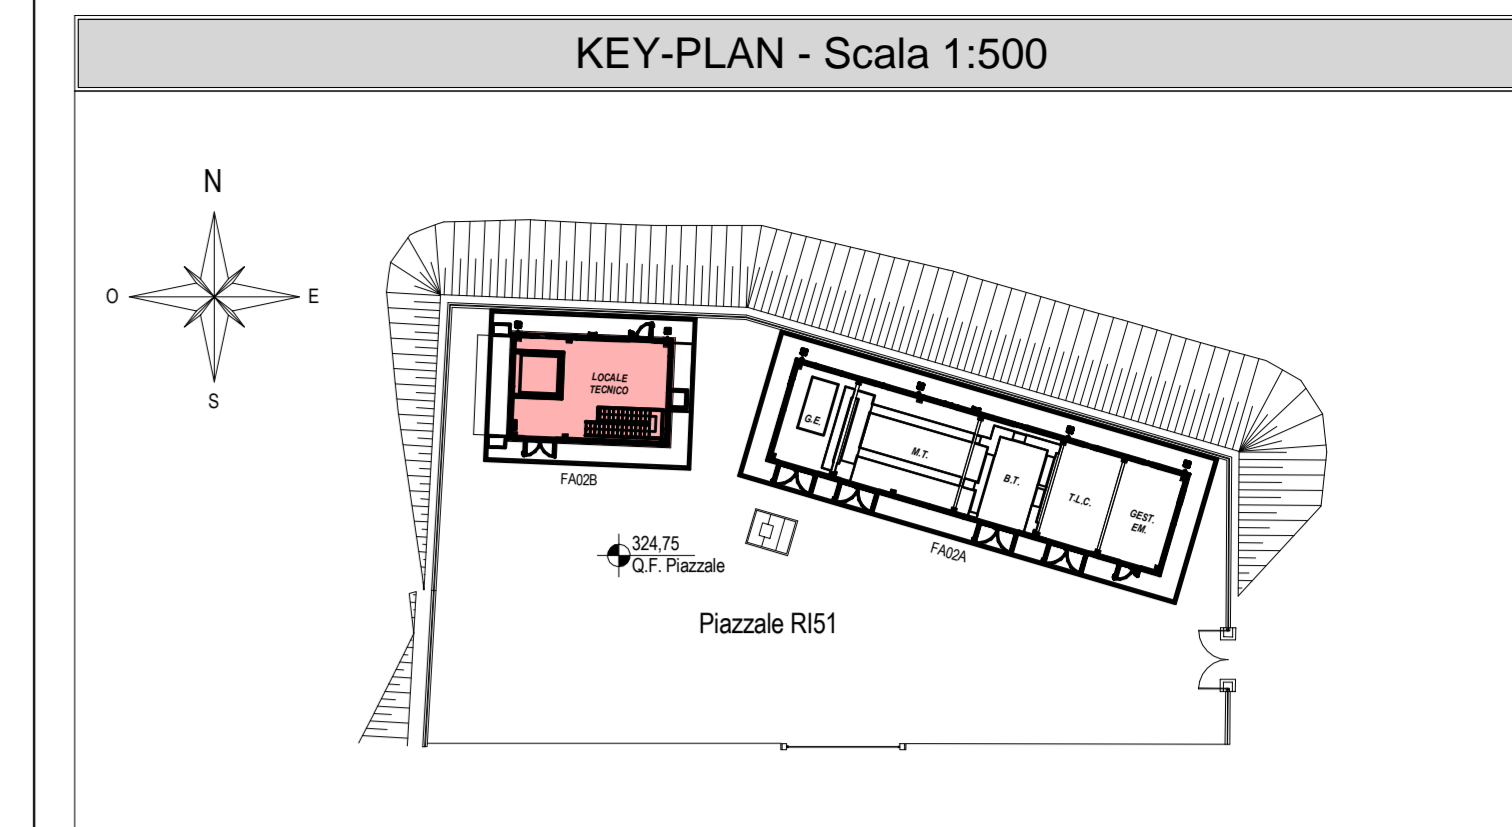 KEY-PLAN - Scala 1:500
N
O
E
S
LOCALE
TECNICO
FA02B
G.E.
M.T.
B.T.
T.L.C.
GEST.
EM.
FA02A
324,75
Q.F. Piazzale
Piazzale RI51